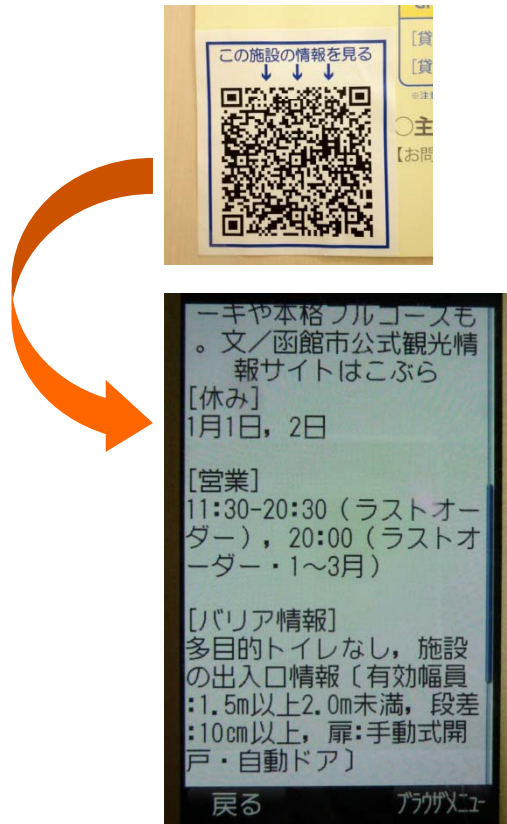 この施設の情報を見る
↓ ↓ ↓
[貸
[貸
○主
【お問
ーキや本格フルコースも
。文／函館市公式観光情
報サイトはこぶら
[休み]
1月1日，2日
[営業]
11:30-20:30（ラストオー
ダー），20:00（ラストオ
ーダー・1～3月）
[バリア情報]
多目的トイレなし，施設
の出入口情報〔有効幅員
:1.5m以上2.0m未満，段差
:10cm以上，扉:手動式開
戸・自動ドア〕
戻る
ブラウザメニュー